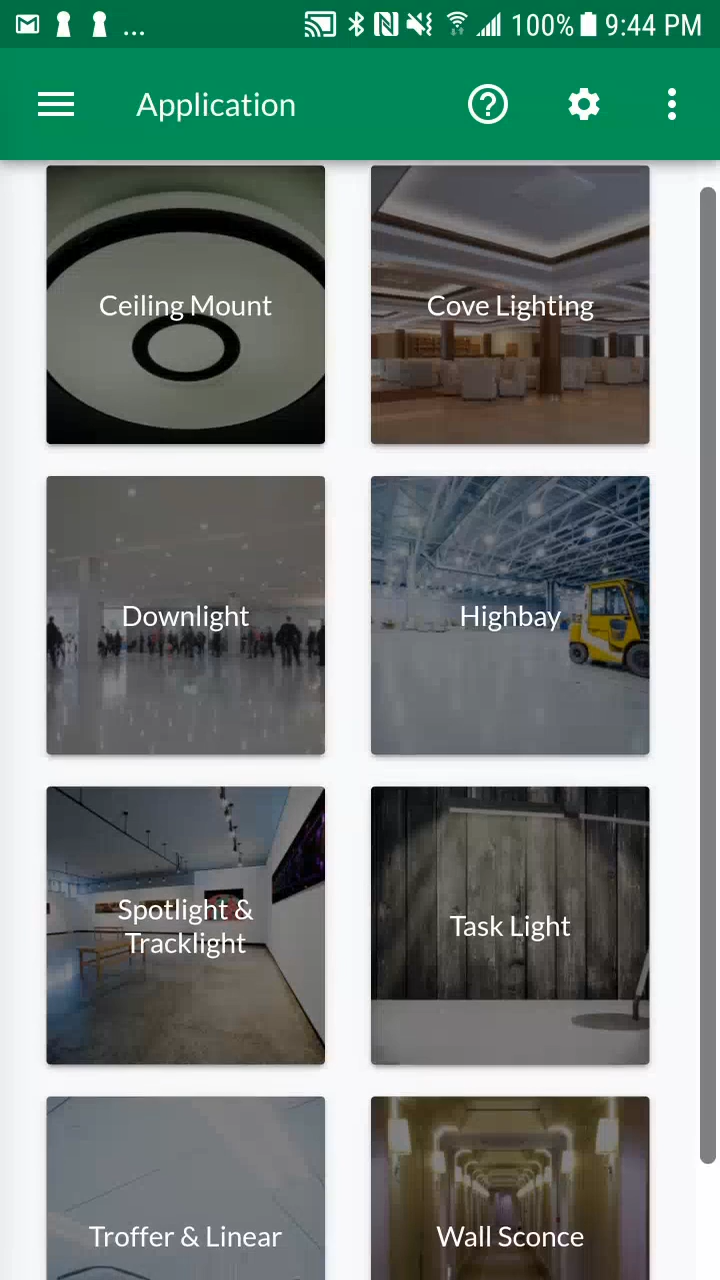 ... 100% 9:44 PM
Application
Ceiling Mount
Cove Lighting
Downlight
Highbay
Spotlight &
Tracklight
Task Light
Troffer & Linear
Wall Sconce